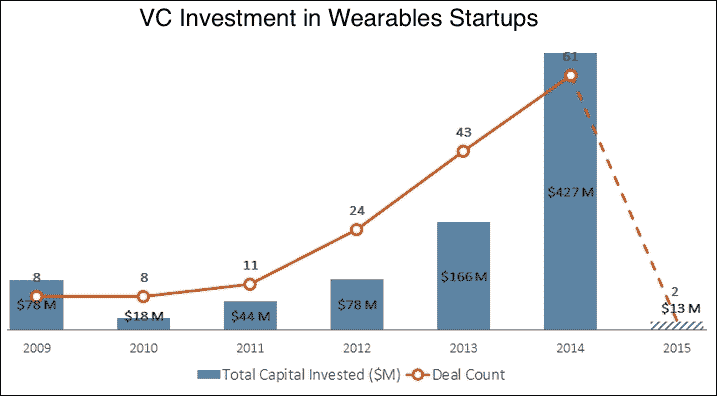 VC Investment in Wearables Startups
8
8
11
24
43
61
2
$78 M
$18 M
$44 M
$78 M
$166 M
$427 M
$13 M
2009 2010 2011 2012 2013 2014 2015
Total Capital Invested ($M) Deal Count